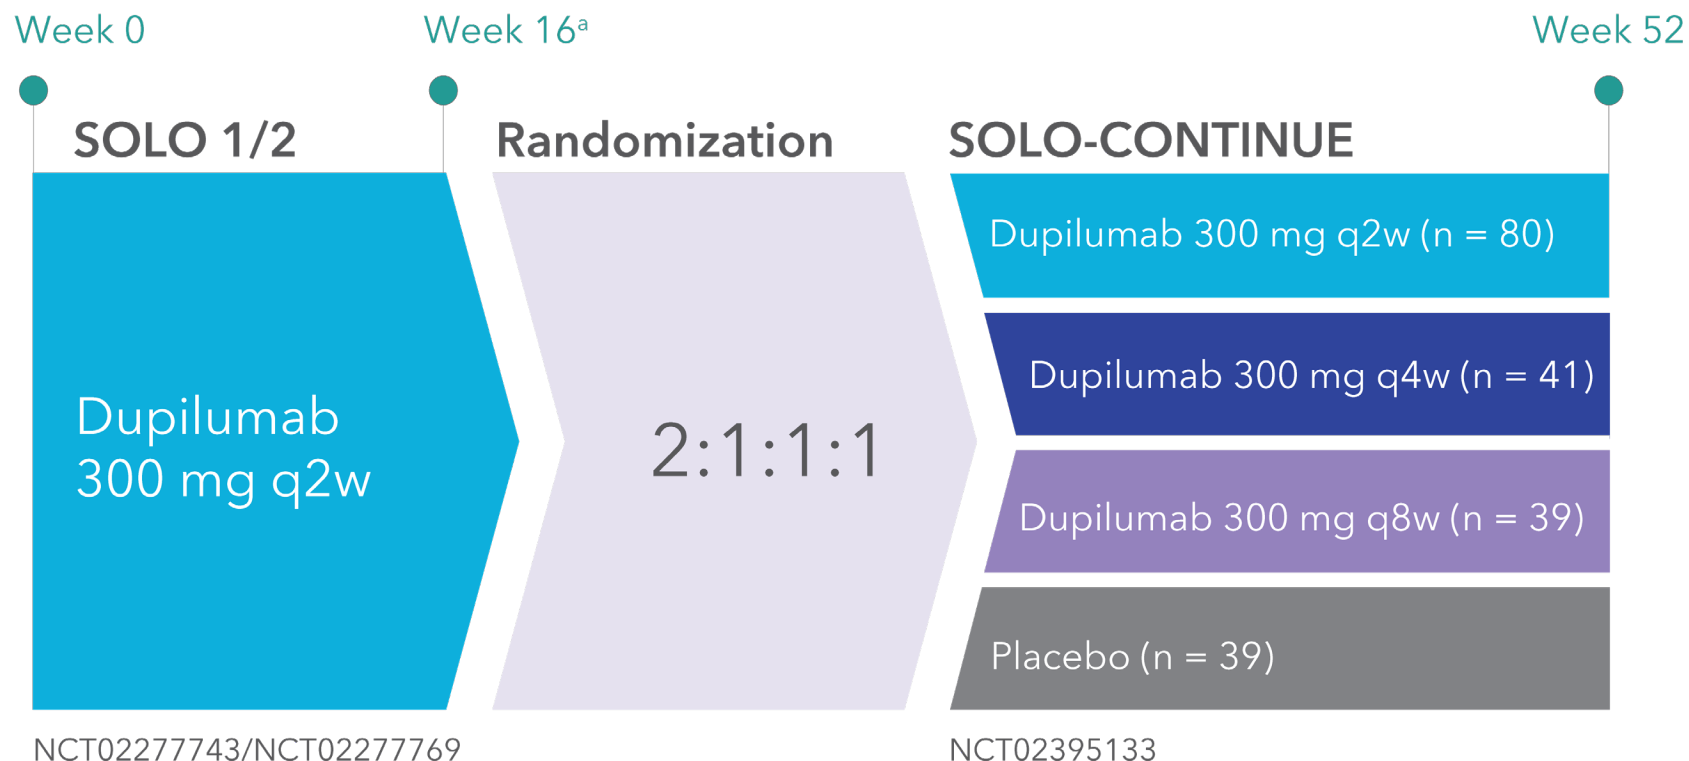 Week 0
Week 16ᵃ
Week 52
SOLO 1/2
Randomization
SOLO-CONTINUE
Dupilumab
300 mg q2w
2:1:1:1
Dupilumab 300 mg q2w (n = 80)
Dupilumab 300 mg q4w (n = 41)
Dupilumab 300 mg q8w (n = 39)
Placebo (n = 39)
NCT02277743/NCT02277769
NCT02395133